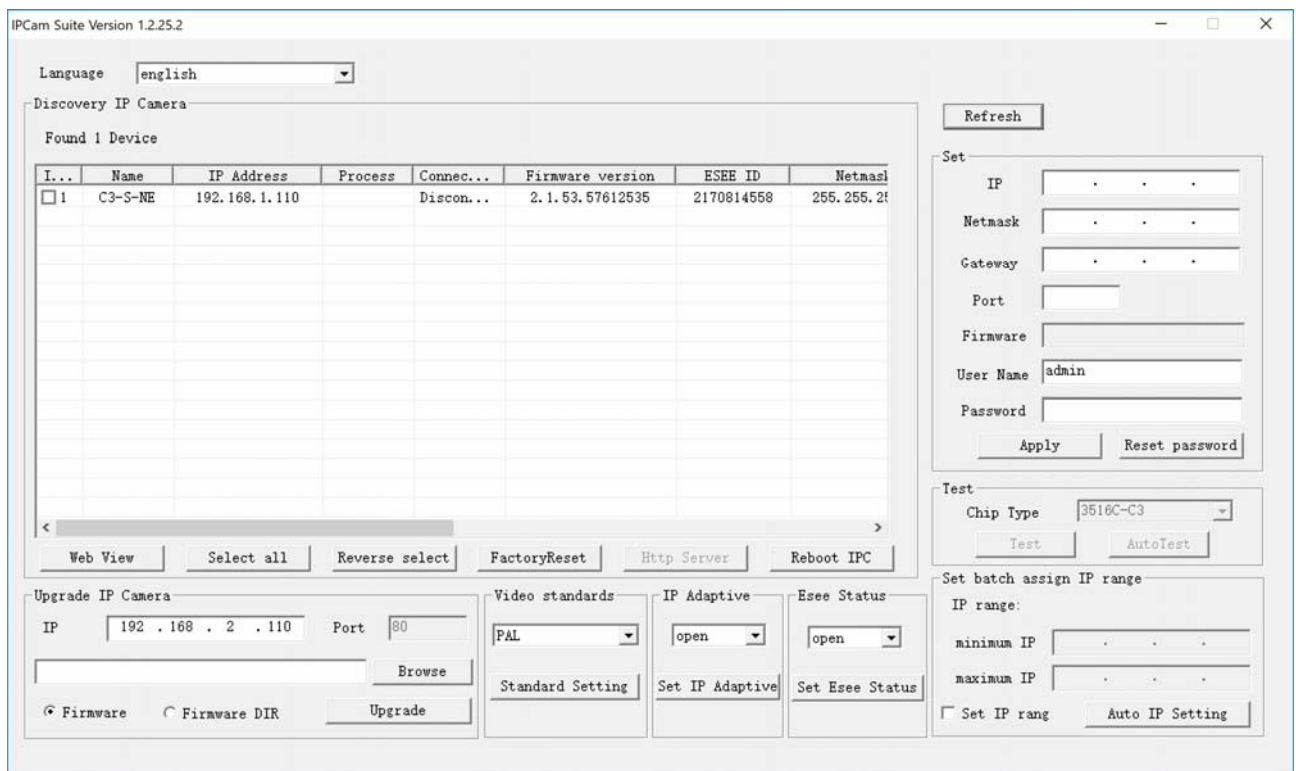 IPCam Suite Version 1.2.25.2
Language english
Discovery IP Camera
Found 1 Device
I... Name IP Address Process Connec... Firmware version ESEE ID Netmask
1 C3-S-NE 192.168.1.110 Discon... 2.1.53.57612535 2170814558 255.255.25
Web View Select all Reverse select FactoryReset Http Server Reboot IPC
Refresh
Set
IP . . .
Netmask . . .
Gateway . . .
Port
Firmware
User Name admin
Password
Apply Reset password
Test
Chip Type 3516C-C3
Test AutoTest
Upgrade IP Camera
IP 192 . 168 . 2 . 110 Port 80
Browse
Firmware Firmware DIR Upgrade
Video standards
PAL
Standard Setting
IP Adaptive
open
Set IP Adaptive
Esee Status
open
Set Esee Status
Set batch assign IP range
IP range:
minimum IP . . .
maximum IP . . .
Set IP rang Auto IP Setting